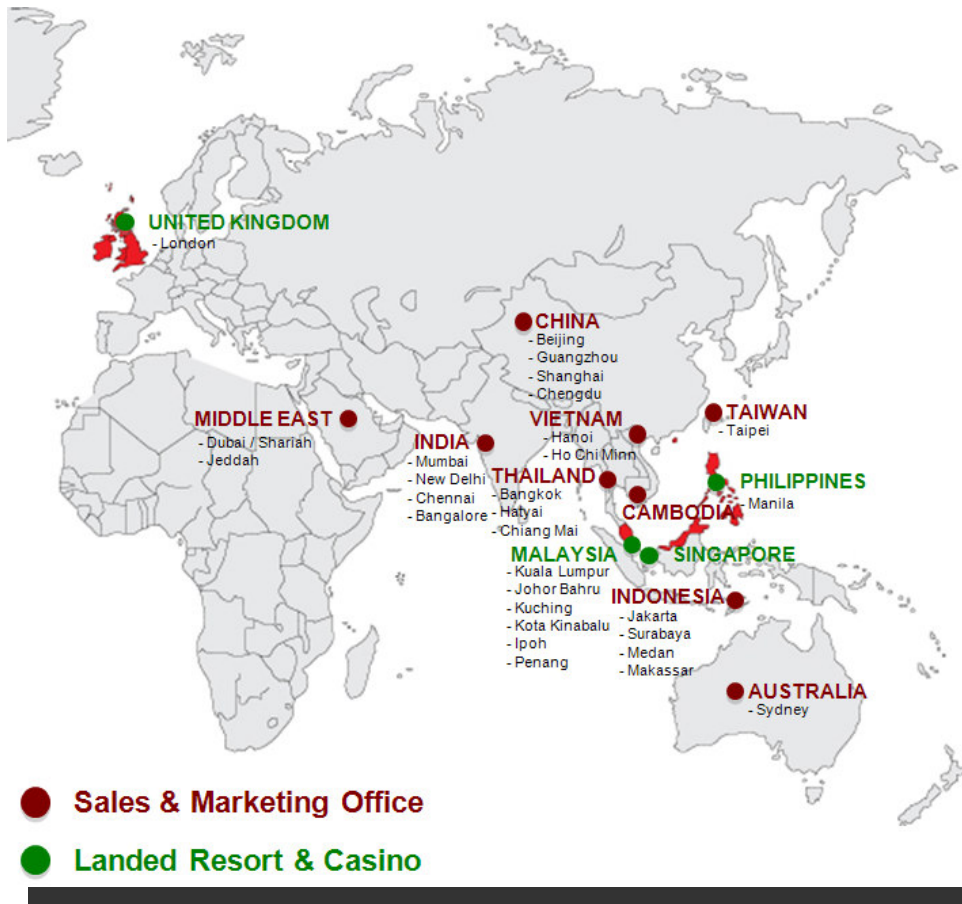 UNITED KINGDOM
- London
CHINA
- Beijing
- Guangzhou
- Shanghai
- Chengdu
MIDDLE EAST
- Dubai / Shariah
- Jeddah
INDIA
- Mumbai
- New Delhi
- Chennai
- Bangalore
VIETNAM
- Hanoi
- Ho Chi Minn
TAIWAN
- Taipei
THAILAND
- Bangkok
- Hatyai
- Chiang Mai
CAMBODIA
PHILIPPINES
- Manila
MALAYSIA
- Kuala Lumpur
- Johor Bahru
- Kuching
- Kota Kinabalu
- Ipoh
- Penang
SINGAPORE
INDONESIA
- Jakarta
- Surabaya
- Medan
- Makassar
AUSTRALIA
- Sydney
Sales & Marketing Office
Landed Resort & Casino